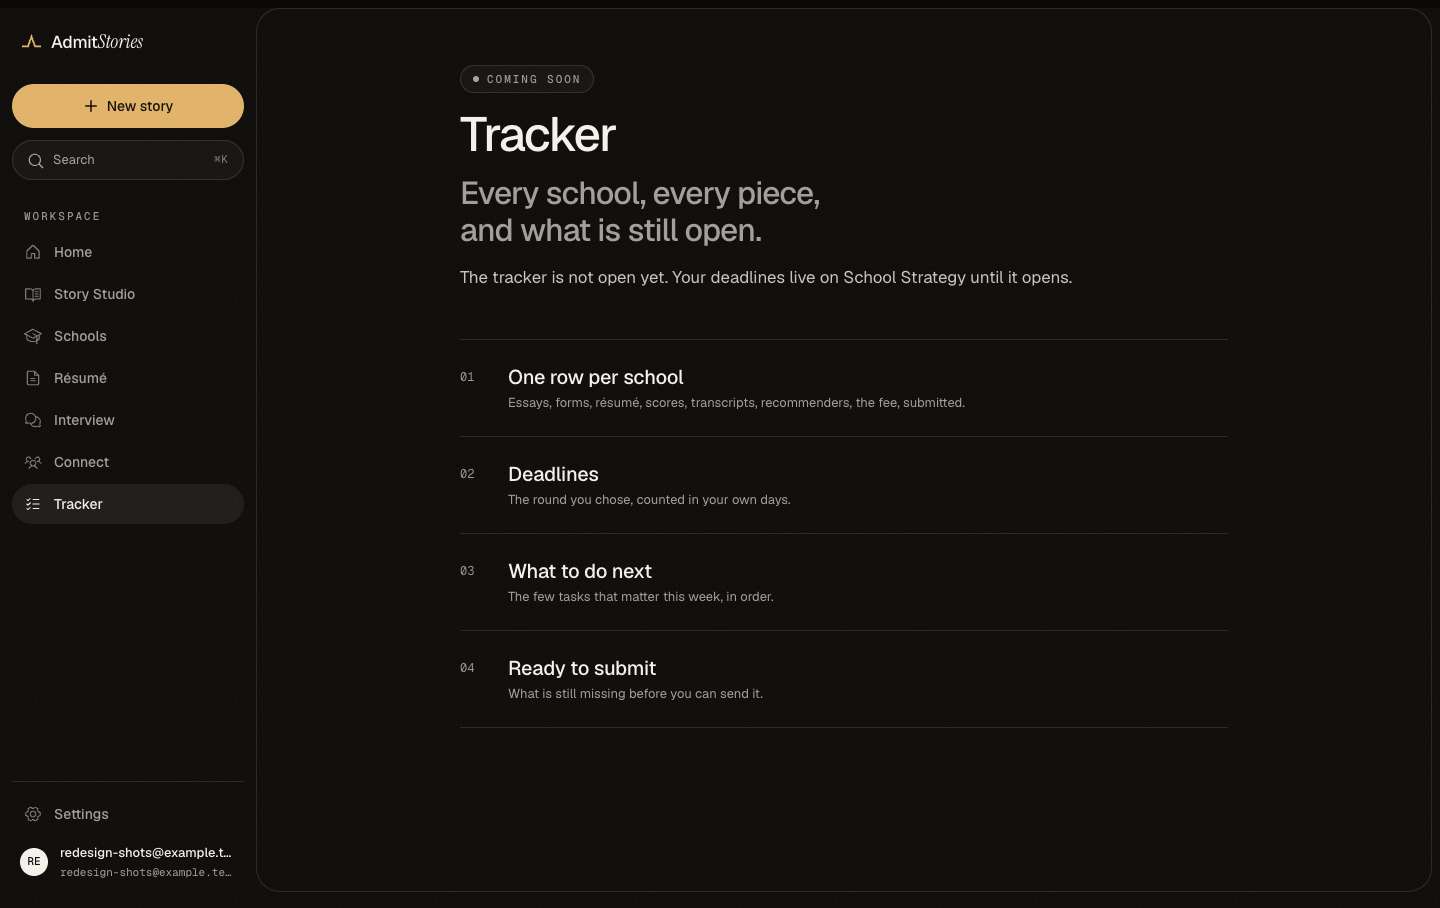 AdmitStories
New story
Search ⌘K
WORKSPACE
Home
Story Studio
Schools
Résumé
Interview
Connect
Tracker
Settings
RE
redesign-shots@example.t…
redesign-shots@example.te…
COMING SOON
Tracker
Every school, every piece,
and what is still open.
The tracker is not open yet. Your deadlines live on School Strategy until it opens.
01 One row per school
Essays, forms, résumé, scores, transcripts, recommenders, the fee, submitted.
02 Deadlines
The round you chose, counted in your own days.
03 What to do next
The few tasks that matter this week, in order.
04 Ready to submit
What is still missing before you can send it.